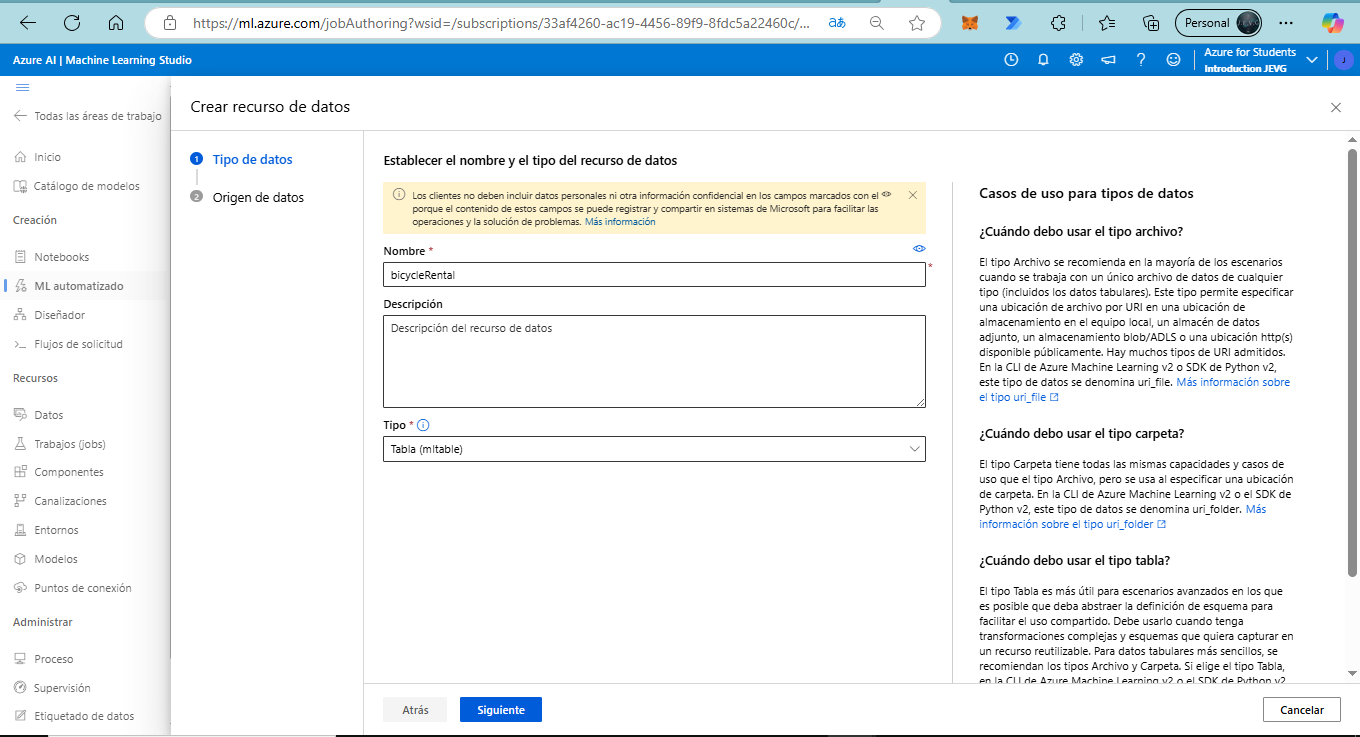 https://ml.azure.com/jobAuthoring?wsid=/subscriptions/33af4260-ac19-4456-89f9-8fdc5a22460c/...
aあ
Personal
Azure AI | Machine Learning Studio
Azure for Students
Introduction JEVG
J
Todas las áreas de trabajo
Inicio
Catálogo de modelos
Creación
Notebooks
ML automatizado
Diseñador
Flujos de solicitud
Recursos
Datos
Trabajos (jobs)
Componentes
Canalizaciones
Entornos
Modelos
Puntos de conexión
Administrar
Proceso
Supervisión
Etiquetado de datos
Crear recurso de datos
1 Tipo de datos
2 Origen de datos
Establecer el nombre y el tipo del recurso de datos
Los clientes no deben incluir datos personales ni otra información confidencial en los campos marcados con el
porque el contenido de estos campos se puede registrar y compartir en sistemas de Microsoft para facilitar las
operaciones y la solución de problemas. Más información
Nombre *
bicycleRental
*
Descripción
Descripción del recurso de datos
Tipo *
Tabla (mltable)
Casos de uso para tipos de datos
¿Cuándo debo usar el tipo archivo?
El tipo Archivo se recomienda en la mayoría de los escenarios
cuando se trabaja con un único archivo de datos de cualquier
tipo (incluidos los datos tabulares). Este tipo permite especificar
una ubicación de archivo por URI en una ubicación de
almacenamiento en el equipo local, un almacén de datos
adjunto, un almacenamiento blob/ADLS o una ubicación http(s)
disponible públicamente. Hay muchos tipos de URI admitidos.
En la CLI de Azure Machine Learning v2 o SDK de Python v2,
este tipo de datos se denomina uri_file. Más información sobre
el tipo uri_file
¿Cuándo debo usar el tipo carpeta?
El tipo Carpeta tiene todas las mismas capacidades y casos de
uso que el tipo Archivo, pero se usa al especificar una ubicación
de carpeta. En la CLI de Azure Machine Learning v2 o el SDK de
Python v2, este tipo de datos se denomina uri_folder. Más
información sobre el tipo uri_folder
¿Cuándo debo usar el tipo tabla?
El tipo Tabla es más útil para escenarios avanzados en los que
es posible que deba abstraer la definición de esquema para
facilitar el uso compartido. Debe usarlo cuando tenga
transformaciones complejas y esquemas que quiera capturar en
un recurso reutilizable. Para datos tabulares más sencillos, se
recomiendan los tipos Archivo y Carpeta. Si elige el tipo Tabla,
en la CLI de Azure Machine Learning v2 o el SDK de Python v2
Atrás
Siguiente
Cancelar